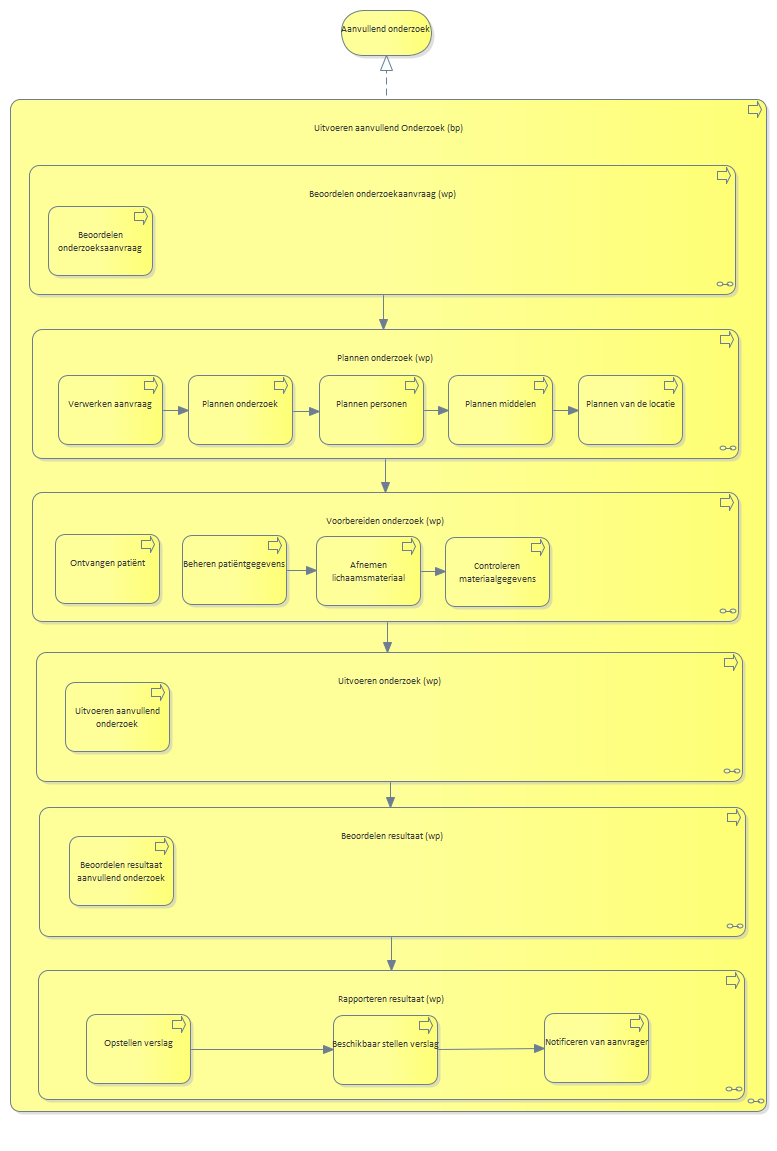 Aanvullend onderzoek
Uitvoeren aanvullend Onderzoek (bp)
Beoordelen onderzoekaanvraag (wp)
Beoordelen
onderzoeksaanvraag
Plannen onderzoek (wp)
Verwerken aanvraag
Plannen onderzoek
Plannen personen
Plannen middelen
Plannen van de locatie
Voorbereiden onderzoek (wp)
Ontvangen patiënt
Beheren patiëntgegevens
Afnemen
lichaamsmateriaal
Controleren
materiaalgegevens
Uitvoeren onderzoek (wp)
Uitvoeren aanvullend
onderzoek
Beoordelen resultaat (wp)
Beoordelen resultaat
aanvullend onderzoek
Rapporteren resultaat (wp)
Opstellen verslag
Beschikbaar stellen verslag
Notificeren van aanvrager